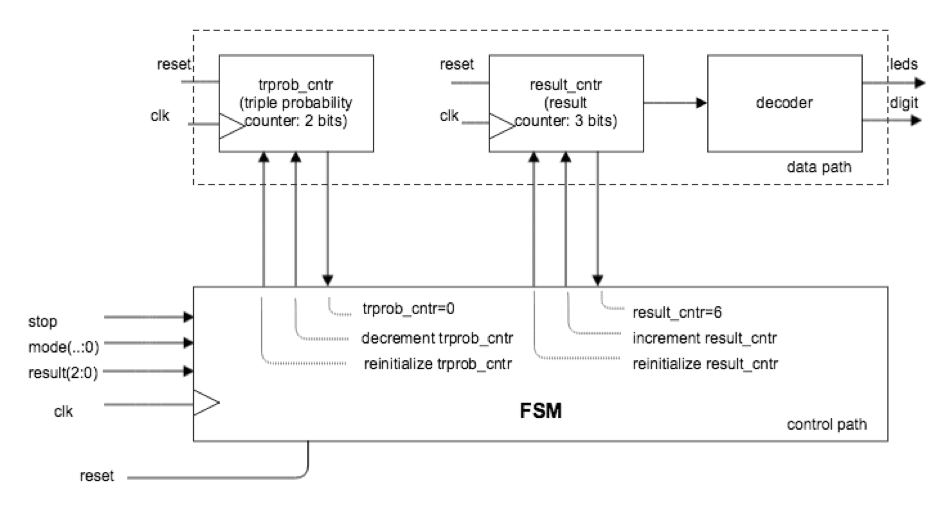 reset
trprob_cntr
(triple probability
counter: 2 bits)
clk
reset
result_cntr
(result
counter: 3 bits)
clk
decoder
leds
digit
data path
stop
mode(..:0)
result(2:0)
clk
reset
trprob_cntr=0
decrement trprob_cntr
reinitialize trprob_cntr
result_cntr=6
increment result_cntr
reinitialize result_cntr
FSM
control path